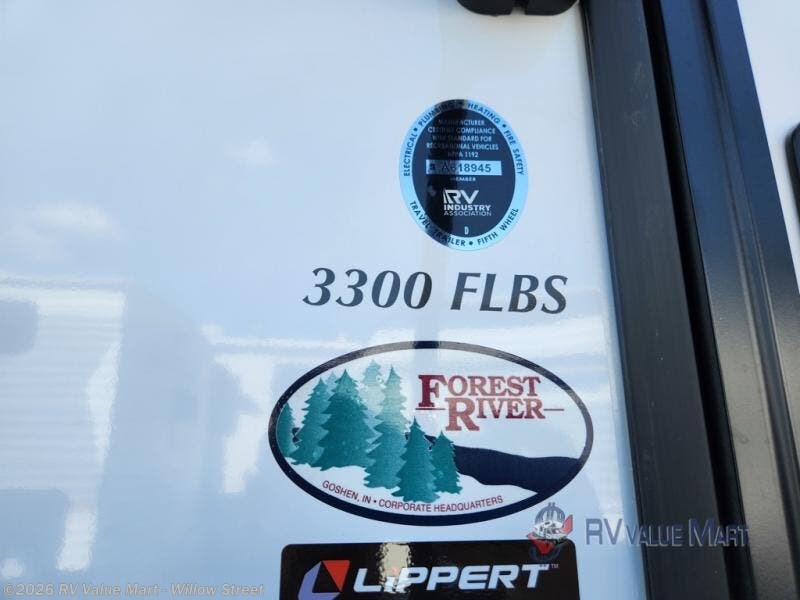 ELECTRICAL • PLUMBING • HEATING • FIRE SAFETY
MANUFACTURER
CERTIFIES COMPLIANCE
WITH STANDARD FOR
RECREATIONAL VEHICLES
NFPA 1192
MEMBER
RV
INDUSTRY
ASSOCIATION
D
TRAVEL TRAILER • FIFTH WHEEL
3300 FLBS
FOREST
RIVER
GOSHEN, IN • CORPORATE HEADQUARTERS
RV VALUE MART
LIPPERT™
©2026 RV Value Mart - Willow Street